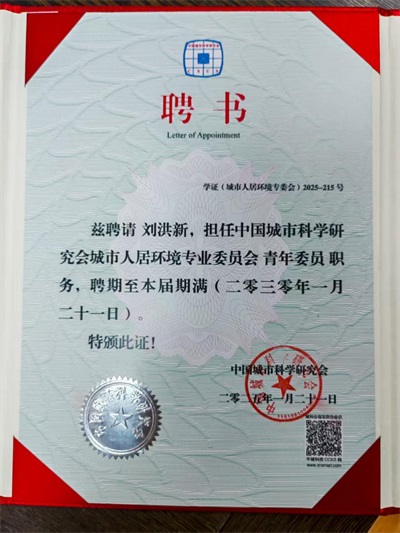 聘书
Letter of Appointment
学证（城市人居环境专委会）2025-215 号
兹聘请 刘洪新，担任中国城市科学研
究会城市人居环境专业委员会 青年委员 职
务，聘期至本届期满（二零三零年一月
二十一日）。
特颁此证！
中国城市科学研究会
二零二五年一月二十一日